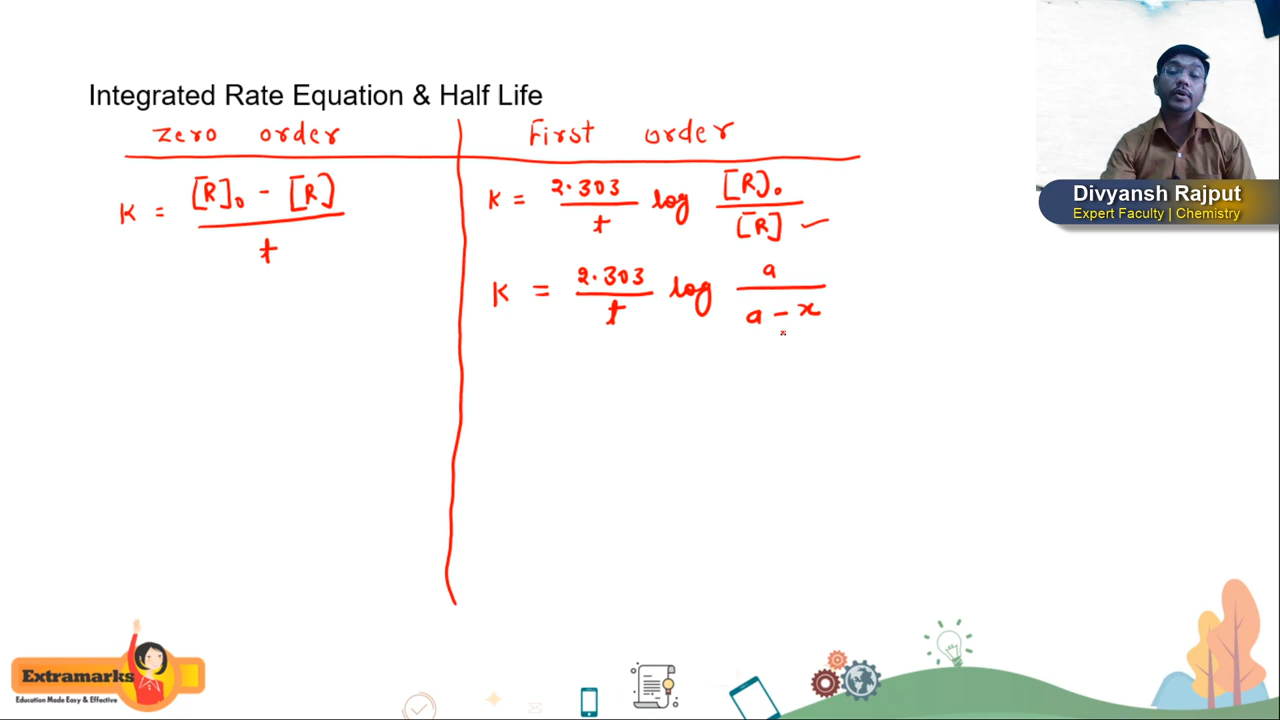 Integrated Rate Equation & Half Life
Zero order
K = [R]₀ - [R] / t
First order
K = 2.303 / t log [R]₀ / [R]
K = 2.303 / t log a / a - x
Divyansh Rajput
Expert Faculty | Chemistry
Extramarks
Education Made Easy & Effective